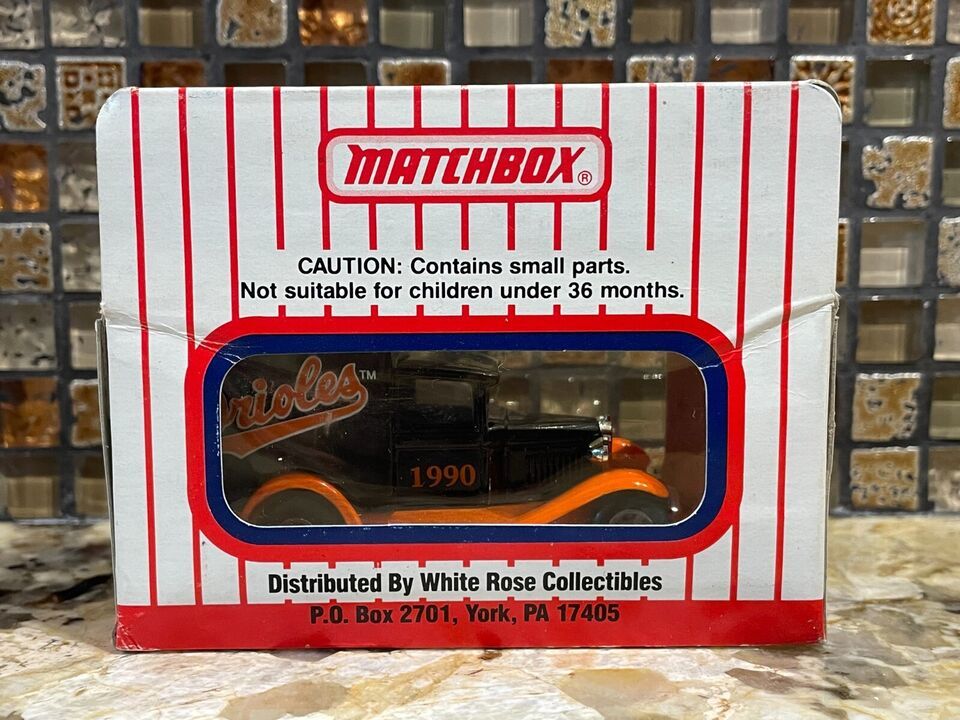 MATCHBOX®
CAUTION: Contains small parts.
Not suitable for children under 36 months.
rioles™
1990
Distributed By White Rose Collectibles
P.O. Box 2701, York, PA 17405